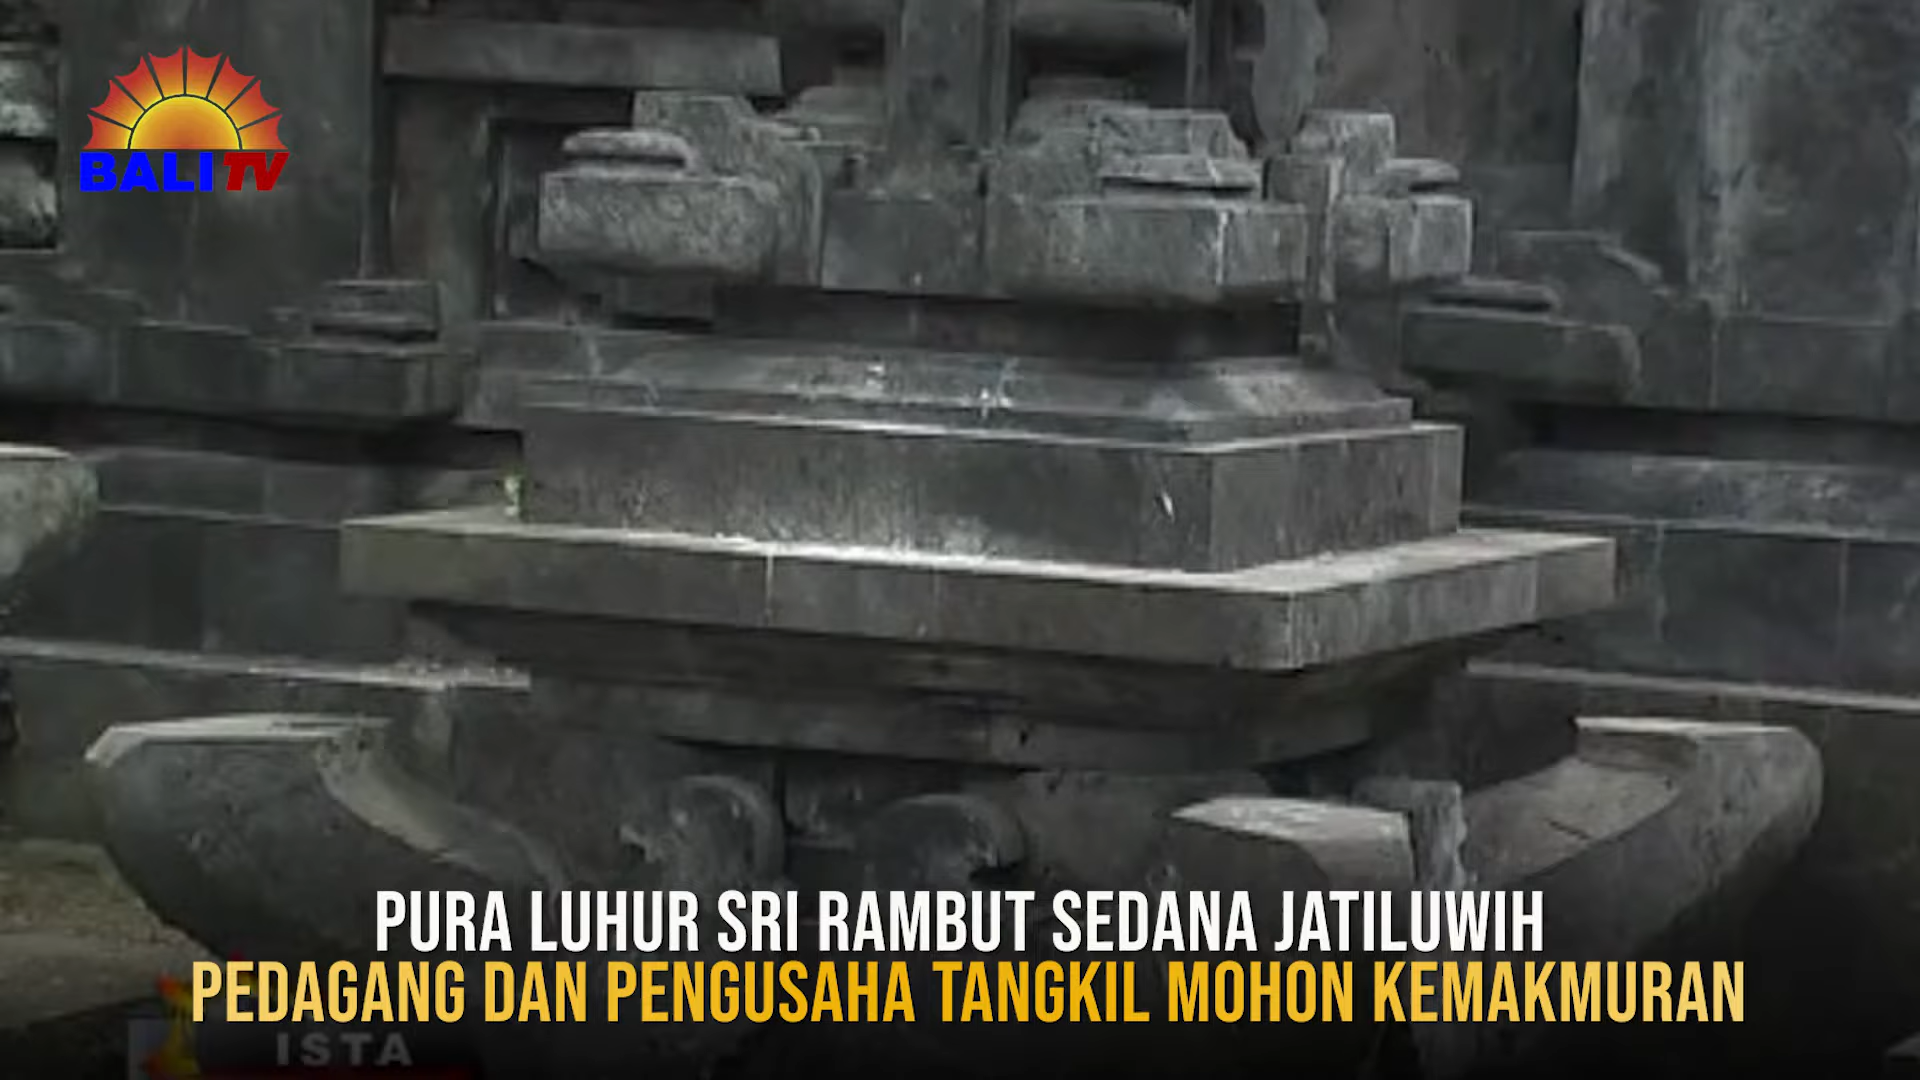 BALI TV
PURA LUHUR SRI RAMBUT SEDANA JATILUWIH
PEDAGANG DAN PENGUSAHA TANGKIL MOHON KEMAKMURAN
ISTA